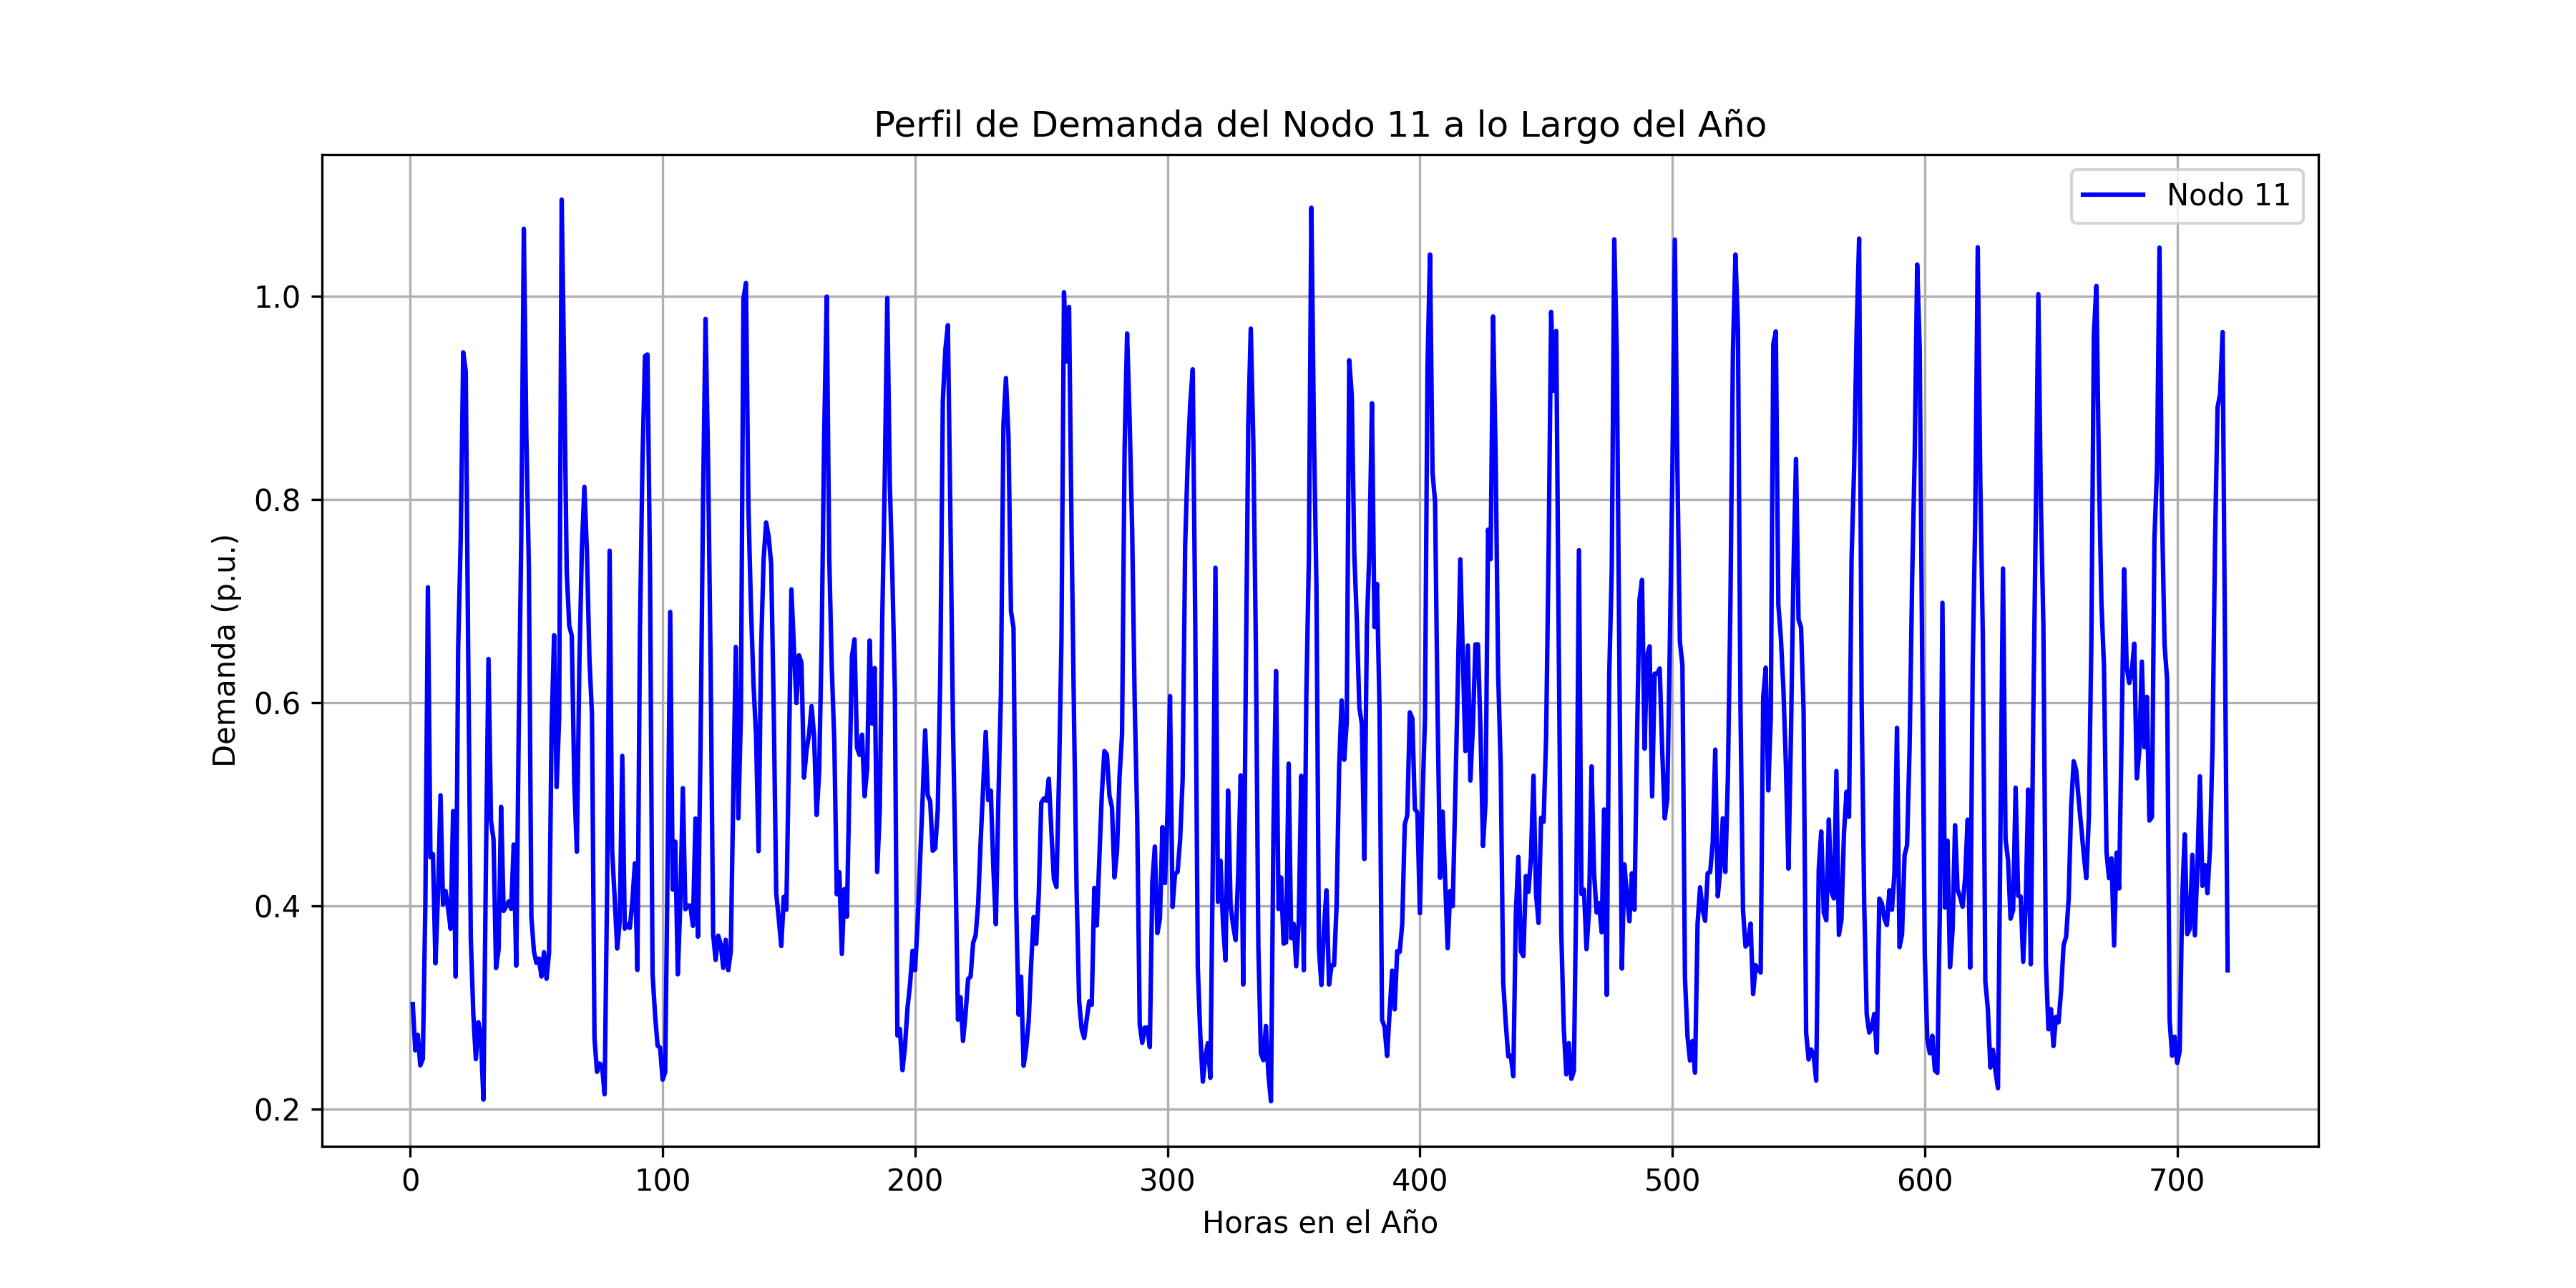 Perfil de Demanda del Nodo 11 a lo Largo del Año
Nodo 11
Demanda (p.u.)
1.0
0.8
0.6
0.4
0.2
0 100 200 300 400 500 600 700
Horas en el Año